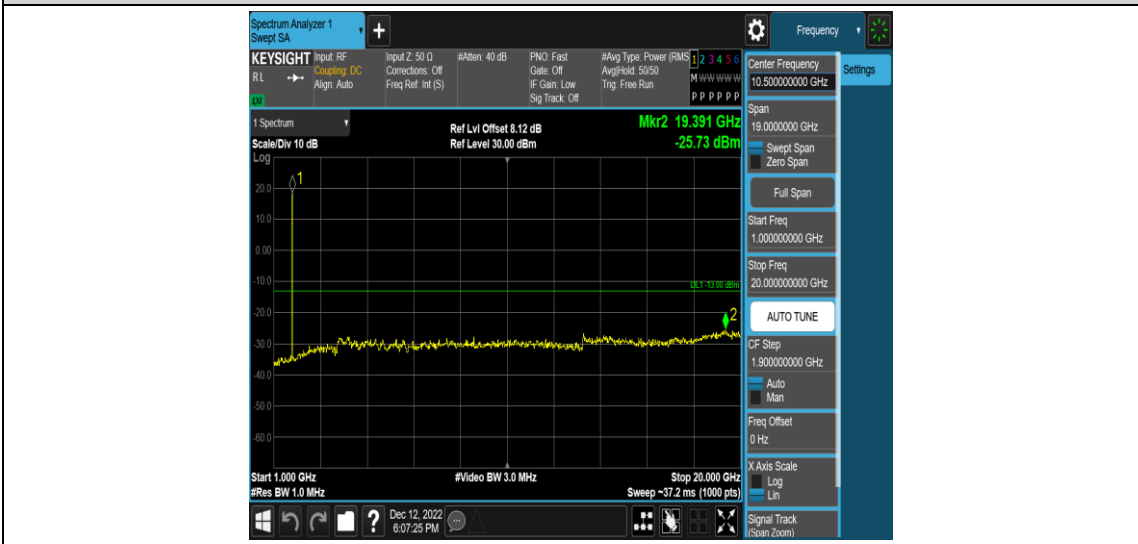 Spectrum Analyzer 1
Swept SA
+
Frequency
KEYSIGHT
RL
LNI
Input: RF
Coupling: DC
Align: Auto
Input Z: 50 Ω
Corrections: Off
Freq Ref: Int (S)
#Atten: 40 dB
PNO: Fast
Gate: Off
IF Gain: Low
Sig Track: Off
#Avg Type: Power (RMS
Avg|Hold: 50/50
Trig: Free Run
1 2 3 4 5 6
M W W W W W
P P P P P P
1 Spectrum
Scale/Div 10 dB
Log
Ref Lvl Offset 8.12 dB
Ref Level 30.00 dBm
Mkr2 19.391 GHz
-25.73 dBm
1
20.0
10.0
0.00
-10.0
DL1 -13.00 dBm
-20.0
2
-30.0
-40.0
-50.0
-60.0
Start 1.000 GHz
#Res BW 1.0 MHz
#Video BW 3.0 MHz
Stop 20.000 GHz
Sweep ~37.2 ms (1000 pts)
?
Dec 12, 2022
6:07:25 PM
Center Frequency
10.500000000 GHz
Settings
Span
19.0000000 GHz
Swept Span
Zero Span
Full Span
Start Freq
1.000000000 GHz
Stop Freq
20.000000000 GHz
AUTO TUNE
CF Step
1.900000000 GHz
Auto
Man
Freq Offset
0 Hz
X Axis Scale
Log
Lin
Signal Track
(Span Zoom)